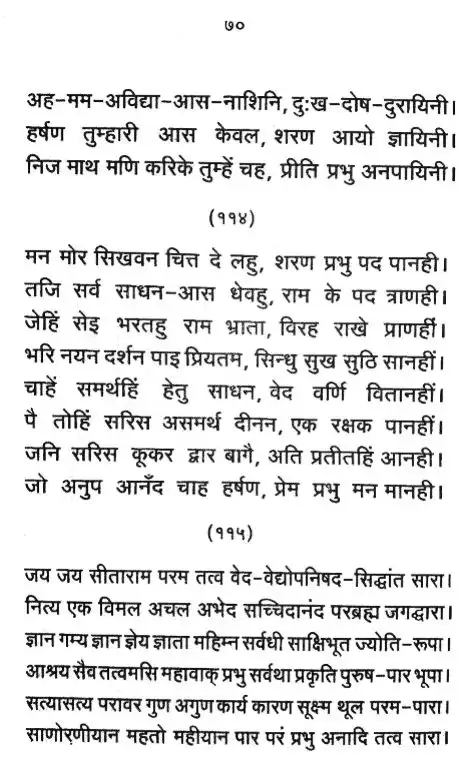 ७०
अह-मम-अविद्या-आस-नाशिनि, दुःख-दोष-दुरायिनी।
हर्षण तुम्हारी आस केवल, शरण आयो ज्ञायिनी।
निज माथ मणि करिके तुम्हें चह, प्रीति प्रभु अनपायिनी।
(११४)
मन मोर सिखवन चित्त दे लहु, शरण प्रभु पद पानही।
तजि सर्व साधन-आस धेवहु, राम के पद त्राणही।
जेहिं सेइ भरतहु राम भ्राता, विरह राखे प्राणहीं।
भरि नयन दर्शन पाइ प्रियतम, सिन्धु सुख सुठि सानहीं।
चाहें समर्थहिं हेतु साधन, वेद वर्णि वितानहीं।
पै तोहिं सरिस असमर्थ दीनन, एक रक्षक पानहीं।
जनि सरिस कूकर द्वार बागै, अति प्रतीतहिं आनही।
जो अनुप आनँद चाह हर्षण, प्रेम प्रभु मन मानही।
(११५)
जय जय सीताराम परम तत्व वेद-वेद्योपनिषद-सिद्धांत सारा।
नित्य एक विमल अचल अभेद सच्चिदानंद परब्रह्म जगद्वारा।
ज्ञान गम्य ज्ञान ज्ञेय ज्ञाता महिम्न सर्वधी साक्षिभूत ज्योति-रूपा।
आश्रय सैव तत्वमसि महावाक् प्रभु सर्वथा प्रकृति पुरुष-पार भूपा।
सत्यासत्य परावर गुण अगुण कार्य कारण सूक्ष्म थूल परम-पारा।
साणोरणीयान महतो महीयान पार परं प्रभु अनादि तत्व सारा।